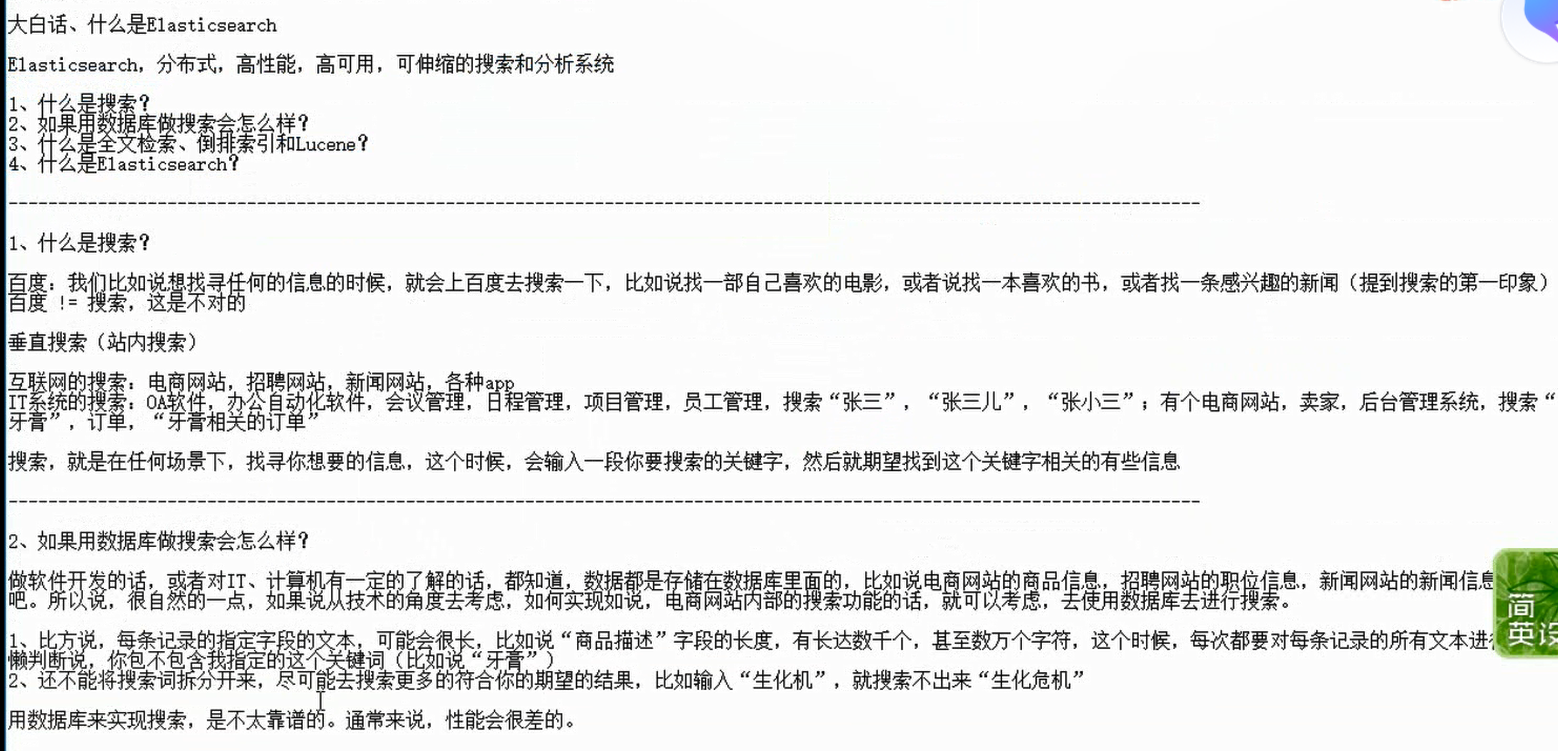 大白话、什么是Elasticsearch
Elasticsearch，分布式，高性能，高可用，可伸缩的搜索和分析系统
1、什么是搜索？
2、如果用数据库做搜索会怎么样？
3、什么是全文检索、倒排索引和Lucene？
4、什么是Elasticsearch？
------------------------------------------------------------------------------------------------------------------------
1、什么是搜索？
百度：我们比如说想找寻任何的信息的时候，就会上百度去搜索一下，比如说找一部自己喜欢的电影，或者说找一本喜欢的书，或者找一条感兴趣的新闻（提到搜索的第一印象）
百度 != 搜索，这是不对的
垂直搜索（站内搜索）
互联网的搜索：电商网站，招聘网站，新闻网站，各种app
IT系统的搜索：OA软件，办公自动化软件，会议管理，日程管理，项目管理，员工管理，搜索“张三”，“张三儿”，“张小三”；有个电商网站，卖家，后台管理系统，搜索“
牙膏”，订单，“牙膏相关的订单”
搜索，就是在任何场景下，找寻你想要的信息，这个时候，会输入一段你要搜索的关键字，然后就期望找到这个关键字相关的有些信息
------------------------------------------------------------------------------------------------------------------------
2、如果用数据库做搜索会怎么样？
做软件开发的话，或者对IT、计算机有一定的了解的话，都知道，数据都是存储在数据库里面的，比如说电商网站的商品信息，招聘网站的职位信息，新闻网站的新闻信息
吧。所以说，很自然的一点，如果说从技术的角度去考虑，如何实现如说，电商网站内部的搜索功能的话，就可以考虑，去使用数据库去进行搜索。
1、比方说，每条记录的指定字段的文本，可能会很长，比如说“商品描述”字段的长度，有长达数千个，甚至数万个字符，这个时候，每次都要对每条记录的所有文本进
懒判断说，你包不包含我指定的这个关键词（比如说“牙膏”）
2、还不能将搜索词拆分开来，尽可能去搜索更多的符合你的期望的结果，比如输入“生化机”，就搜索不出来“生化危机”
用数据库来实现搜索，是不太靠谱的。通常来说，性能会很差的。
简
英